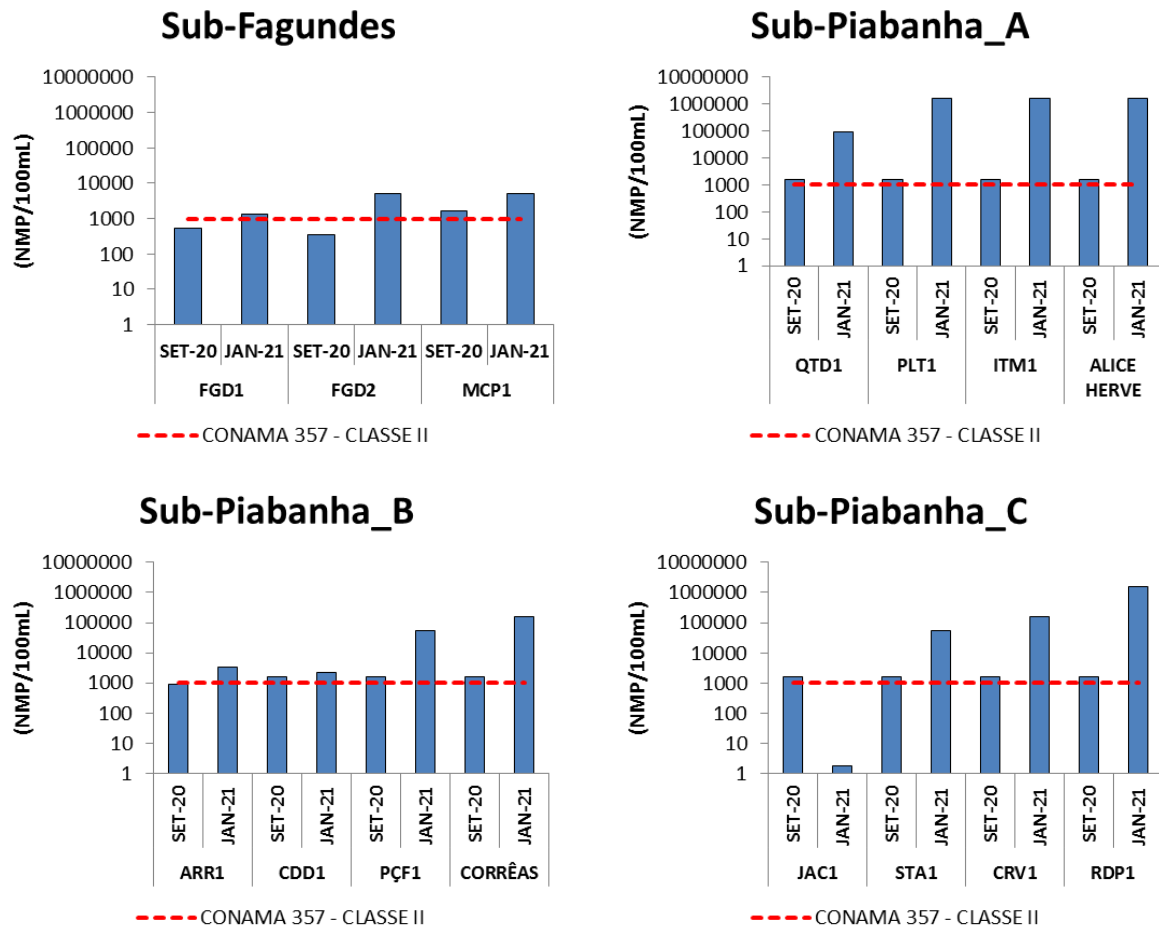 Sub-Fagundes
(NMP/100mL)
10000000
1000000
100000
10000
1000
100
10
1
SET-20 JAN-21 SET-20 JAN-21 SET-20 JAN-21
FGD1 FGD2 MCP1
CONAMA 357 - CLASSE II
Sub-Piabanha_A
(NMP/100mL)
10000000
1000000
100000
10000
1000
100
10
1
SET-20 JAN-21 SET-20 JAN-21 SET-20 JAN-21 SET-20 JAN-21
QTD1 PLT1 ITM1 ALICE
HERVE
CONAMA 357 - CLASSE II
Sub-Piabanha_B
(NMP/100mL)
10000000
1000000
100000
10000
1000
100
10
1
SET-20 JAN-21 SET-20 JAN-21 SET-20 JAN-21 SET-20 JAN-21
ARR1 CDD1 PÇF1 CORRÊAS
CONAMA 357 - CLASSE II
Sub-Piabanha_C
(NMP/100mL)
10000000
1000000
100000
10000
1000
100
10
1
SET-20 JAN-21 SET-20 JAN-21 SET-20 JAN-21 SET-20 JAN-21
JAC1 STA1 CRV1 RDP1
CONAMA 357 - CLASSE II